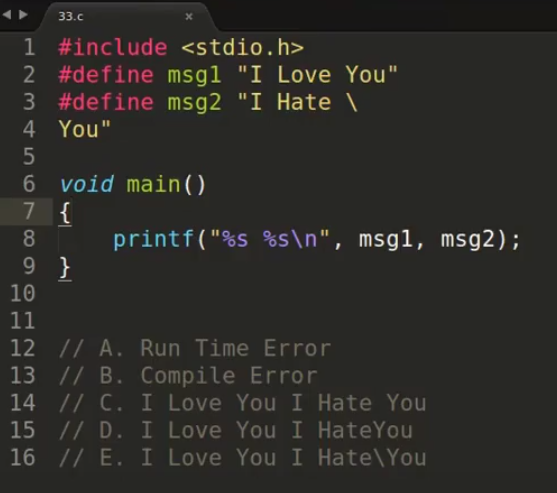 33.c ×
1 #include <stdio.h>
2 #define msg1 "I Love You"
3 #define msg2 "I Hate \
4 You"
5
6 void main()
7 {
8     printf("%s %s\n", msg1, msg2);
9 }
10
11
12 // A. Run Time Error
13 // B. Compile Error
14 // C. I Love You I Hate You
15 // D. I Love You I HateYou
16 // E. I Love You I Hate\You